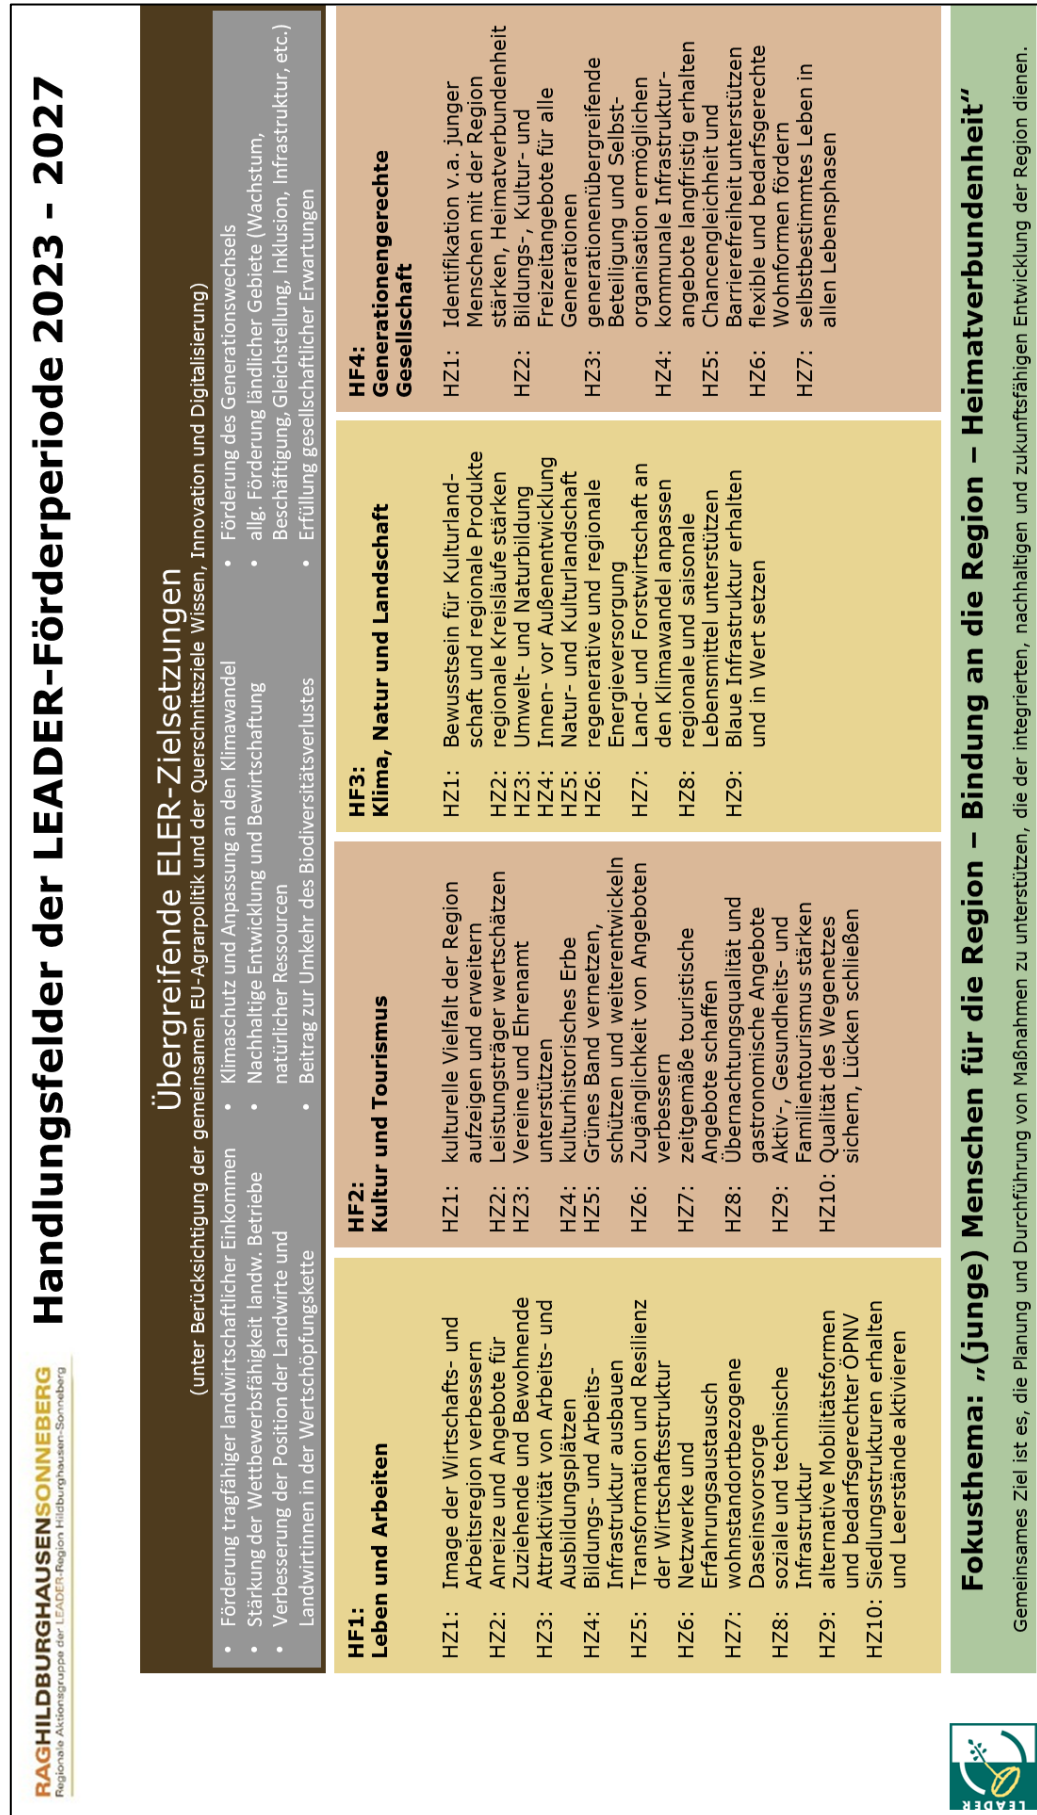 RAGHILDBURGHAUSENSONNEBERG
Regionale Aktionsgruppe der LEADER-Region Hildburghausen-Sonneberg
Handlungsfelder der LEADER-Förderperiode 2023 - 2027
Übergreifende ELER-Zielsetzungen
(unter Berücksichtigung der gemeinsamen EU-Agrarpolitik und der Querschnittsziele Wissen, Innovation und Digitalisierung)
• Förderung tragfähiger landwirtschaftlicher Einkommen
• Stärkung der Wettbewerbsfähigkeit landw. Betriebe
• Verbesserung der Position der Landwirte und
Landwirtinnen in der Wertschöpfungskette
• Klimaschutz und Anpassung an den Klimawandel
• Nachhaltige Entwicklung und Bewirtschaftung
natürlicher Ressourcen
• Beitrag zur Umkehr des Biodiversitätsverlustes
• Förderung des Generationswechsels
• allg. Förderung ländlicher Gebiete (Wachstum,
Beschäftigung, Gleichstellung, Inklusion, Infrastruktur, etc.)
• Erfüllung gesellschaftlicher Erwartungen
HF1:
Leben und Arbeiten
HZ1: Image der Wirtschafts- und
Arbeitsregion verbessern
HZ2: Anreize und Angebote für
Zuziehende und Bewohnende
HZ3: Attraktivität von Arbeits- und
Ausbildungsplätzen
HZ4: Bildungs- und Arbeits-
Infrastruktur ausbauen
HZ5: Transformation und Resilienz
der Wirtschaftsstruktur
HZ6: Netzwerke und
Erfahrungsaustausch
HZ7: wohnstandortbezogene
Daseinsvorsorge
HZ8: soziale und technische
Infrastruktur
HZ9: alternative Mobilitätsformen
und bedarfsgerechter ÖPNV
HZ10: Siedlungsstrukturen erhalten
und Leerstände aktivieren
HF2:
Kultur und Tourismus
HZ1: kulturelle Vielfalt der Region
aufzeigen und erweitern
HZ2: Leistungsträger wertschätzen
HZ3: Vereine und Ehrenamt
unterstützen
HZ4: kulturhistorisches Erbe
HZ5: Grünes Band vernetzen,
schützen und weiterentwickeln
HZ6: Zugänglichkeit von Angeboten
verbessern
HZ7: zeitgemäße touristische
Angebote schaffen
HZ8: Übernachtungsqualität und
gastronomische Angebote
HZ9: Aktiv-, Gesundheits- und
Familientourismus stärken
HZ10: Qualität des Wegenetzes
sichern, Lücken schließen
HF3:
Klima, Natur und Landschaft
HZ1: Bewusstsein für Kulturland-
schaft und regionale Produkte
HZ2: regionale Kreisläufe stärken
HZ3: Umwelt- und Naturbildung
HZ4: Innen- vor Außenentwicklung
HZ5: Natur- und Kulturlandschaft
HZ6: regenerative und regionale
Energieversorgung
HZ7: Land- und Forstwirtschaft an
den Klimawandel anpassen
HZ8: regionale und saisonale
Lebensmittel unterstützen
HZ9: Blaue Infrastruktur erhalten
und in Wert setzen
HF4:
Generationengerechte
Gesellschaft
HZ1: Identifikation v.a. junger
Menschen mit der Region
stärken, Heimatverbundenheit
HZ2: Bildungs-, Kultur- und
Freizeitangebote für alle
Generationen
HZ3: generationenübergreifende
Beteiligung und Selbst-
organisation ermöglichen
HZ4: kommunale Infrastruktur-
angebote langfristig erhalten
HZ5: Chancengleichheit und
Barrierefreiheit unterstützen
HZ6: flexible und bedarfsgerechte
Wohnformen fördern
HZ7: selbstbestimmtes Leben in
allen Lebensphasen
Fokusthema: „(junge) Menschen für die Region – Bindung an die Region – Heimatverbundenheit“
Gemeinsames Ziel ist es, die Planung und Durchführung von Maßnahmen zu unterstützen, die der integrierten, nachhaltigen und zukunftsfähigen Entwicklung der Region dienen.
LEADER